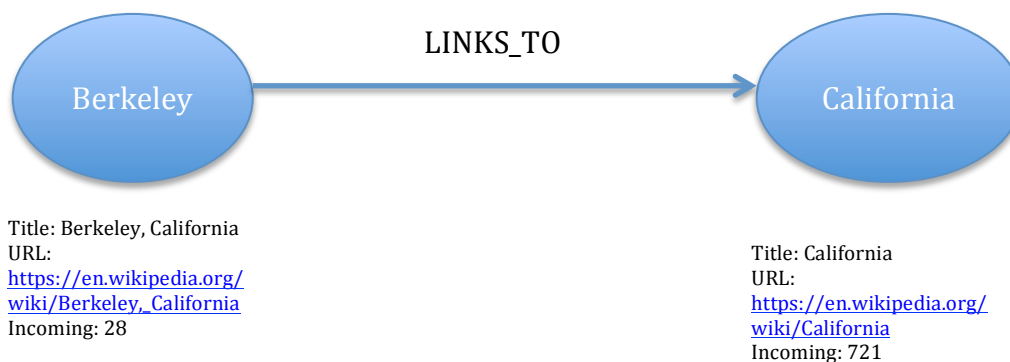 LINKS_TO
Berkeley
California
Title: Berkeley, California
URL:
https://en.wikipedia.org/
wiki/Berkeley,_California
Incoming: 28
Title: California
URL:
https://en.wikipedia.org/
wiki/California
Incoming: 721